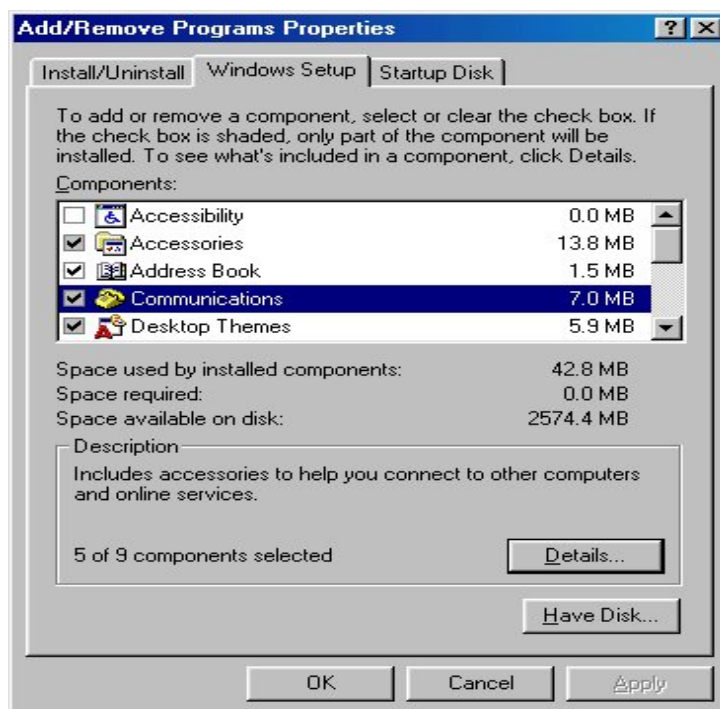 Add/Remove Programs Properties
Install/Uninstall Windows Setup Startup Disk
To add or remove a component, select or clear the check box. If
the check box is shaded, only part of the component will be
installed. To see what's included in a component, click Details.
Components:
Accessibility 0.0 MB
Accessories 13.8 MB
Address Book 1.5 MB
Communications 7.0 MB
Desktop Themes 5.9 MB
Space used by installed components: 42.8 MB
Space required: 0.0 MB
Space available on disk: 2574.4 MB
Description
Includes accessories to help you connect to other computers
and online services.
5 of 9 components selected Details...
Have Disk...
OK Cancel Apply